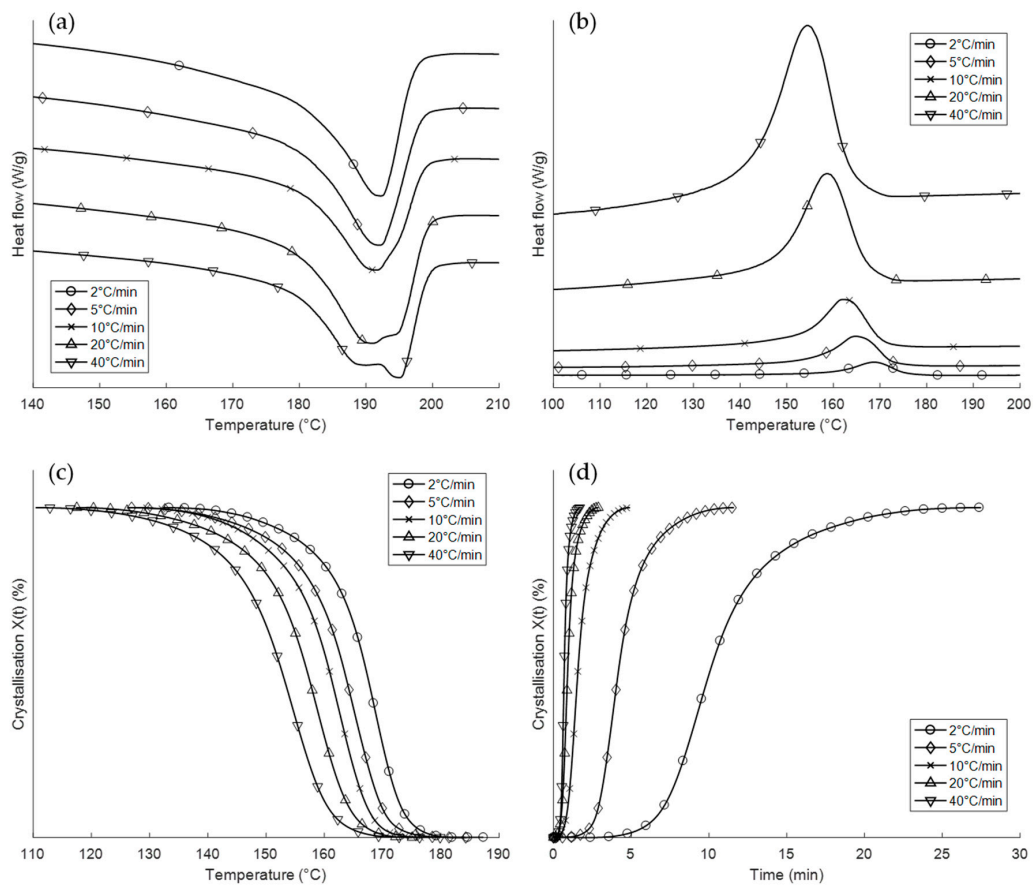 (a)
Heat flow (W/g)
2°C/min
5°C/min
10°C/min
20°C/min
40°C/min
140 150 160 170 180 190 200 210
Temperature (°C)
(b)
Heat flow (W/g)
2°C/min
5°C/min
10°C/min
20°C/min
40°C/min
100 110 120 130 140 150 160 170 180 190 200
Temperature (°C)
(c)
Crystallisation X(t) (%)
2°C/min
5°C/min
10°C/min
20°C/min
40°C/min
110 120 130 140 150 160 170 180 190
Temperature (°C)
(d)
Crystallisation X(t) (%)
2°C/min
5°C/min
10°C/min
20°C/min
40°C/min
0 5 10 15 20 25 30
Time (min)